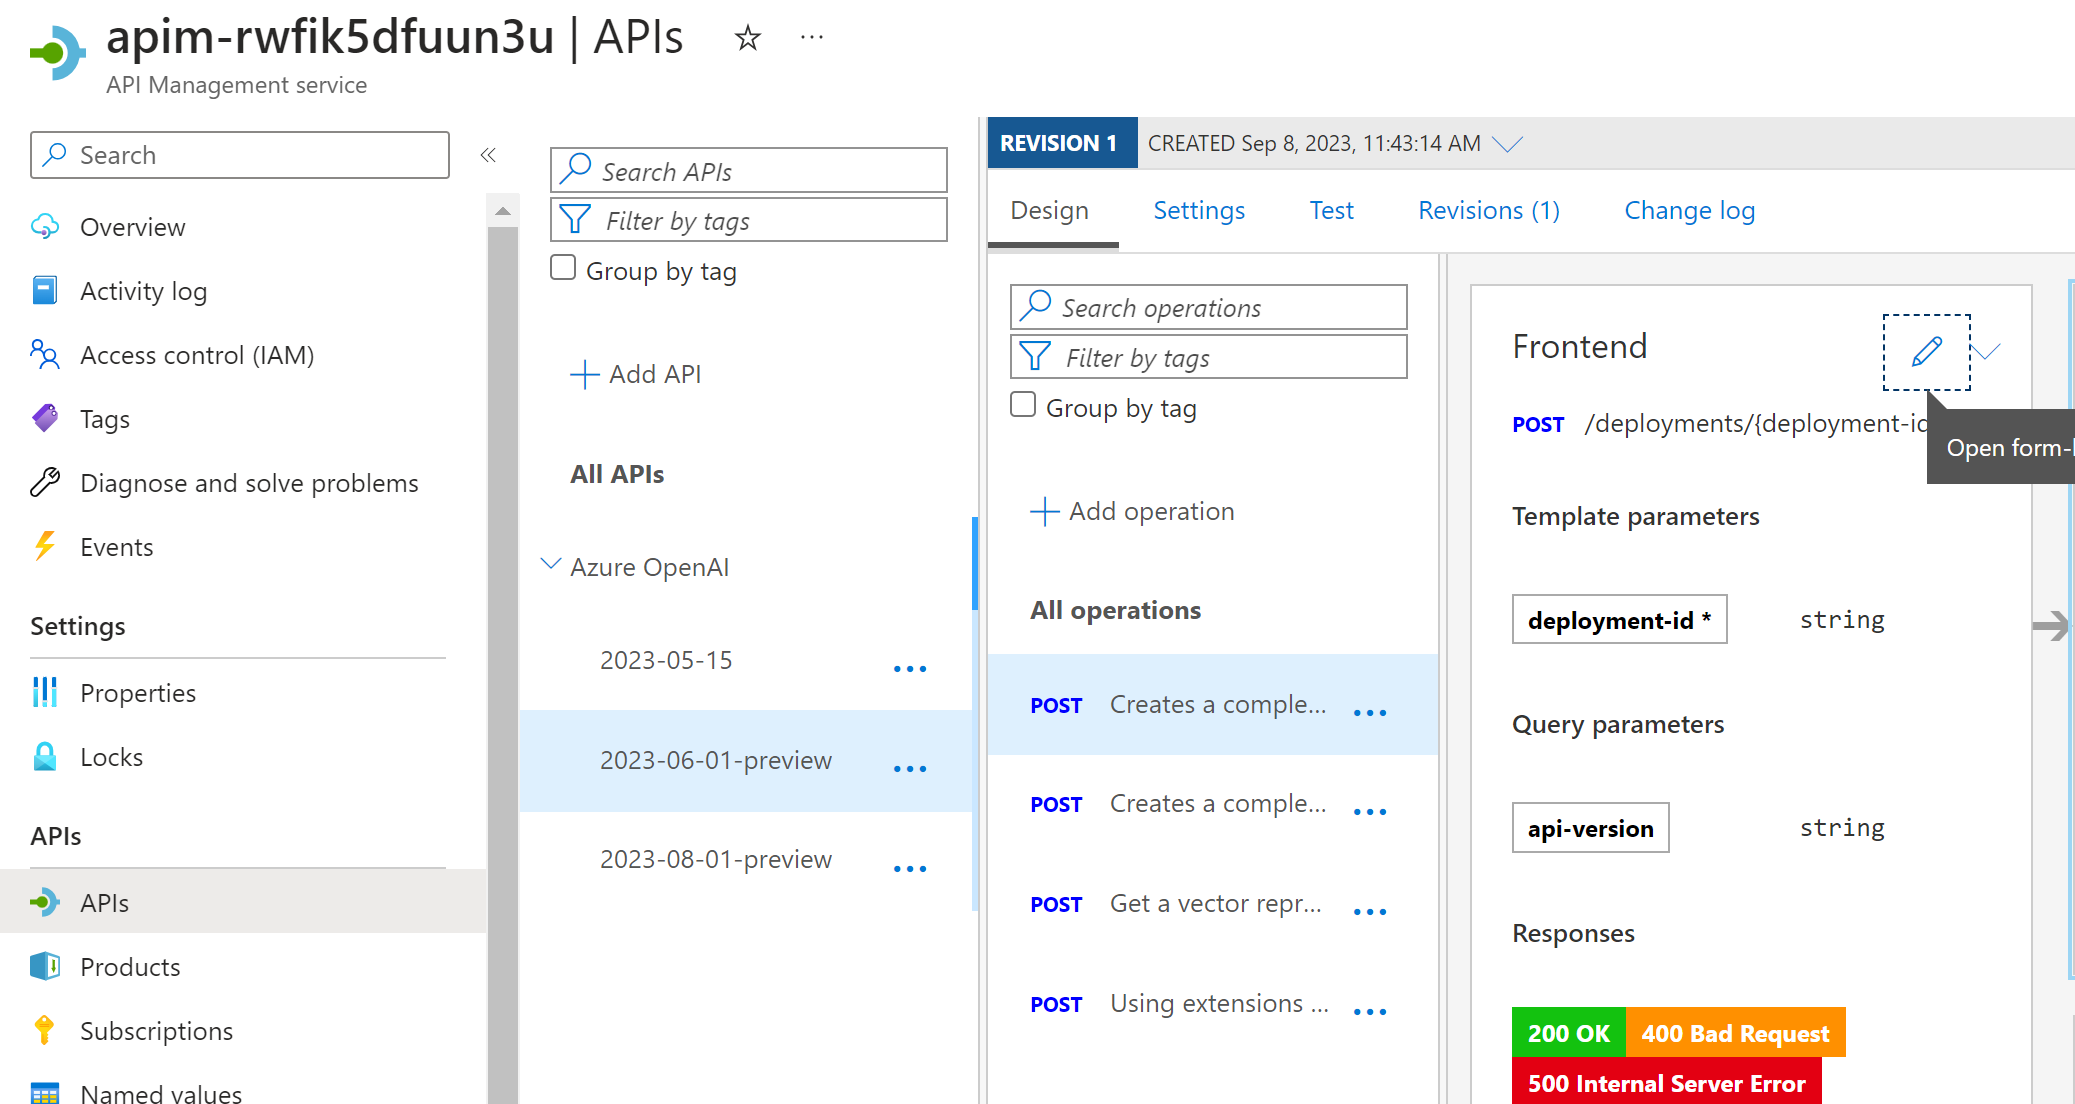 apim-rwfik5dfuun3u | APIs
API Management service
Search
Overview
Activity log
Access control (IAM)
Tags
Diagnose and solve problems
Events
Settings
Properties
Locks
APIs
APIs
Products
Subscriptions
Named values
Search APIs
Filter by tags
Group by tag
Add API
All APIs
Azure OpenAI
2023-05-15
2023-06-01-preview
2023-08-01-preview
REVISION 1 CREATED Sep 8, 2023, 11:43:14 AM
Design Settings Test Revisions (1) Change log
Search operations
Filter by tags
Group by tag
Add operation
All operations
POST Creates a comple...
POST Creates a comple...
POST Get a vector repr...
POST Using extensions ...
Frontend
POST /deployments/{deployment-id
Open form-
Template parameters
deployment-id * string
Query parameters
api-version string
Responses
200 OK 400 Bad Request
500 Internal Server Error